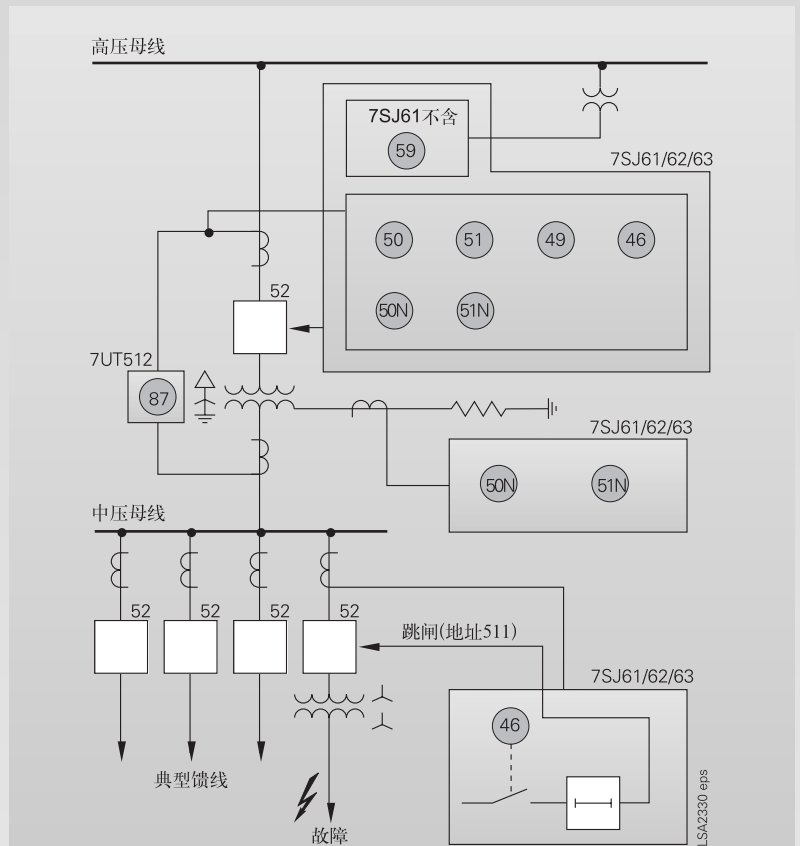 高压母线
7SJ61不含
59
7SJ61/62/63
50 51 49 46
50N 51N
52
7UT512
87
7SJ61/62/63
50N 51N
中压母线
52 52 52 52
跳闸(地址511)
7SJ61/62/63
46
典型馈线
故障
LSA2330 eps